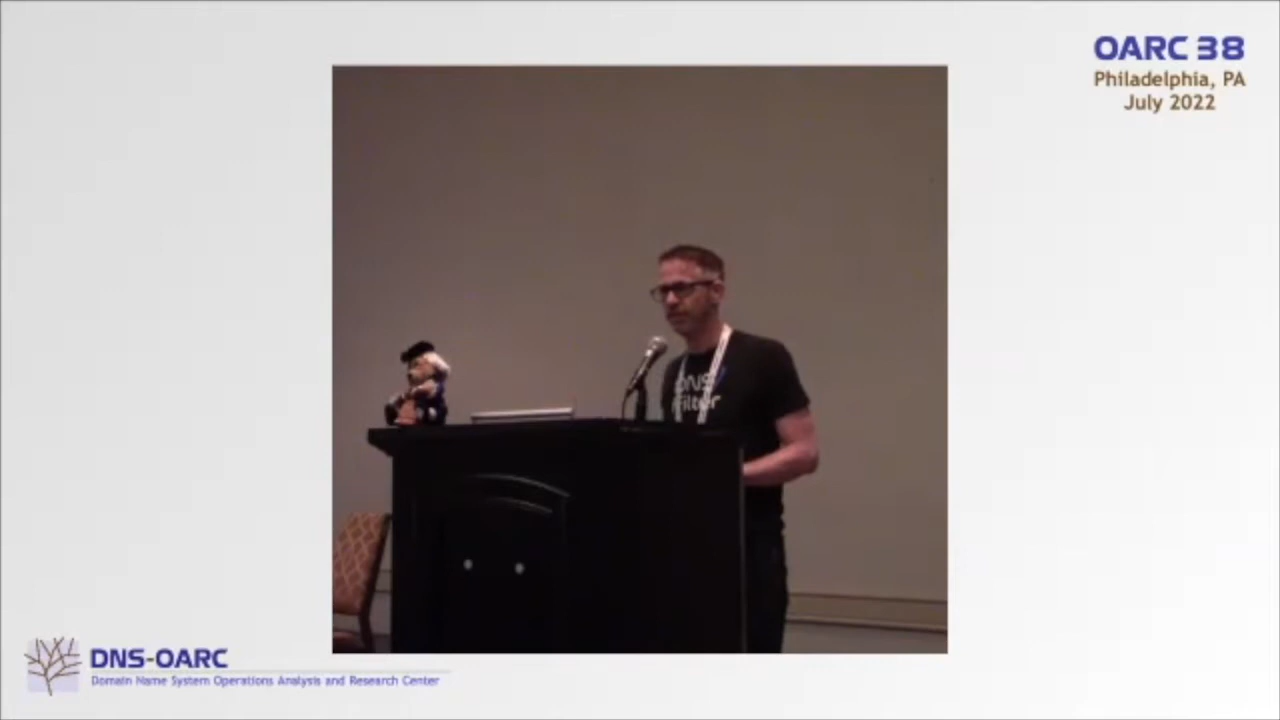 OARC 38
Philadelphia, PA
July 2022
DNS
Filter
DNS-OARC
Domain Name System Operations Analysis and Research Center